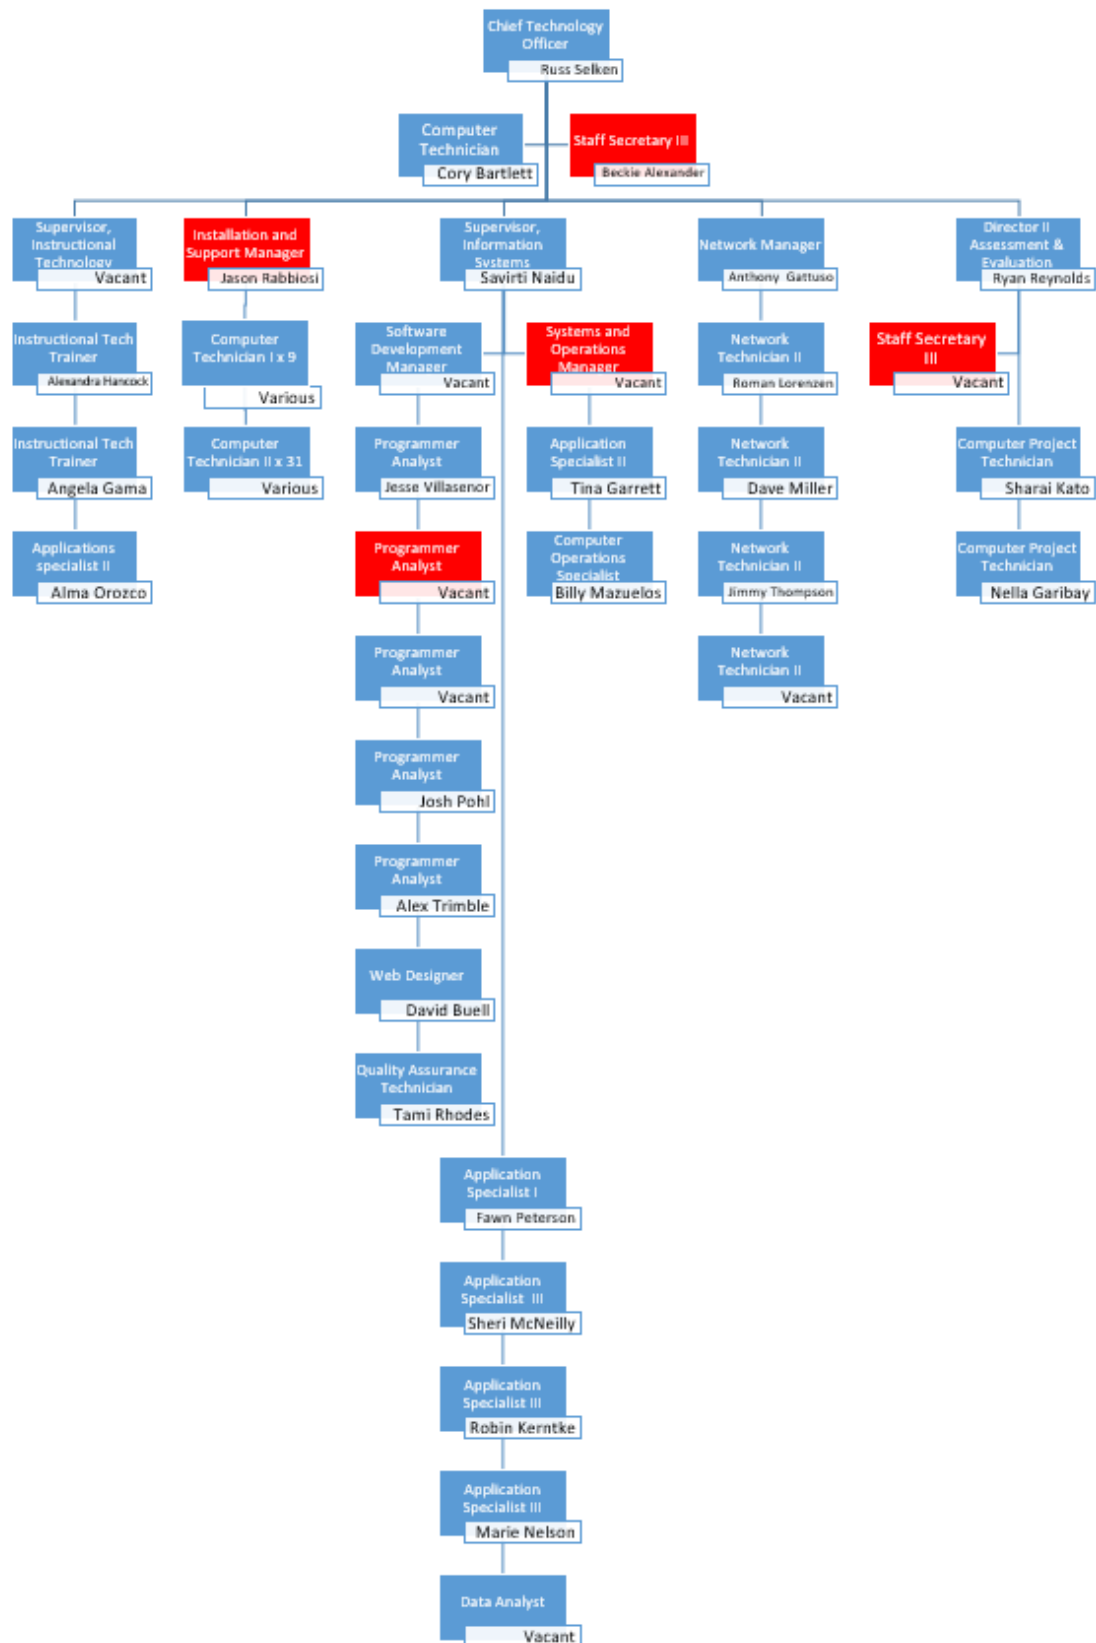 Chief Technology
Officer
Russ Selken
Computer
Technician
Cory Bartlett
Staff Secretary III
Beckie Alexander
Supervisor,
Instructional
Technology
Vacant
Installation and
Support Manager
Jason Rabbiosi
Supervisor,
Information
Systems
Savirti Naidu
Network Manager
Anthony Gattuso
Director II
Assessment &
Evaluation
Ryan Reynolds
Instructional Tech
Trainer
Alexandra Hancock
Computer
Technician I x 9
Various
Software
Development
Manager
Vacant
Systems and
Operations
Manager
Vacant
Network
Technician II
Roman Lorenzen
Staff Secretary
III
Vacant
Instructional Tech
Trainer
Angela Gama
Computer
Technician II x 31
Various
Programmer
Analyst
Jesse Villasenor
Application
Specialist II
Tina Garrett
Network
Technician II
Dave Miller
Computer Project
Technician
Sharai Kato
Applications
specialist II
Alma Orozco
Programmer
Analyst
Vacant
Computer
Operations
Specialist
Billy Mazuelos
Network
Technician II
Jimmy Thompson
Computer Project
Technician
Nella Garibay
Programmer
Analyst
Vacant
Network
Technician II
Vacant
Programmer
Analyst
Josh Pohl
Programmer
Analyst
Alex Trimble
Web Designer
David Buell
Quality Assurance
Technician
Tami Rhodes
Application
Specialist I
Fawn Peterson
Application
Specialist III
Sheri McNeilly
Application
Specialist III
Robin Kerntke
Application
Specialist III
Marie Nelson
Data Analyst
Vacant